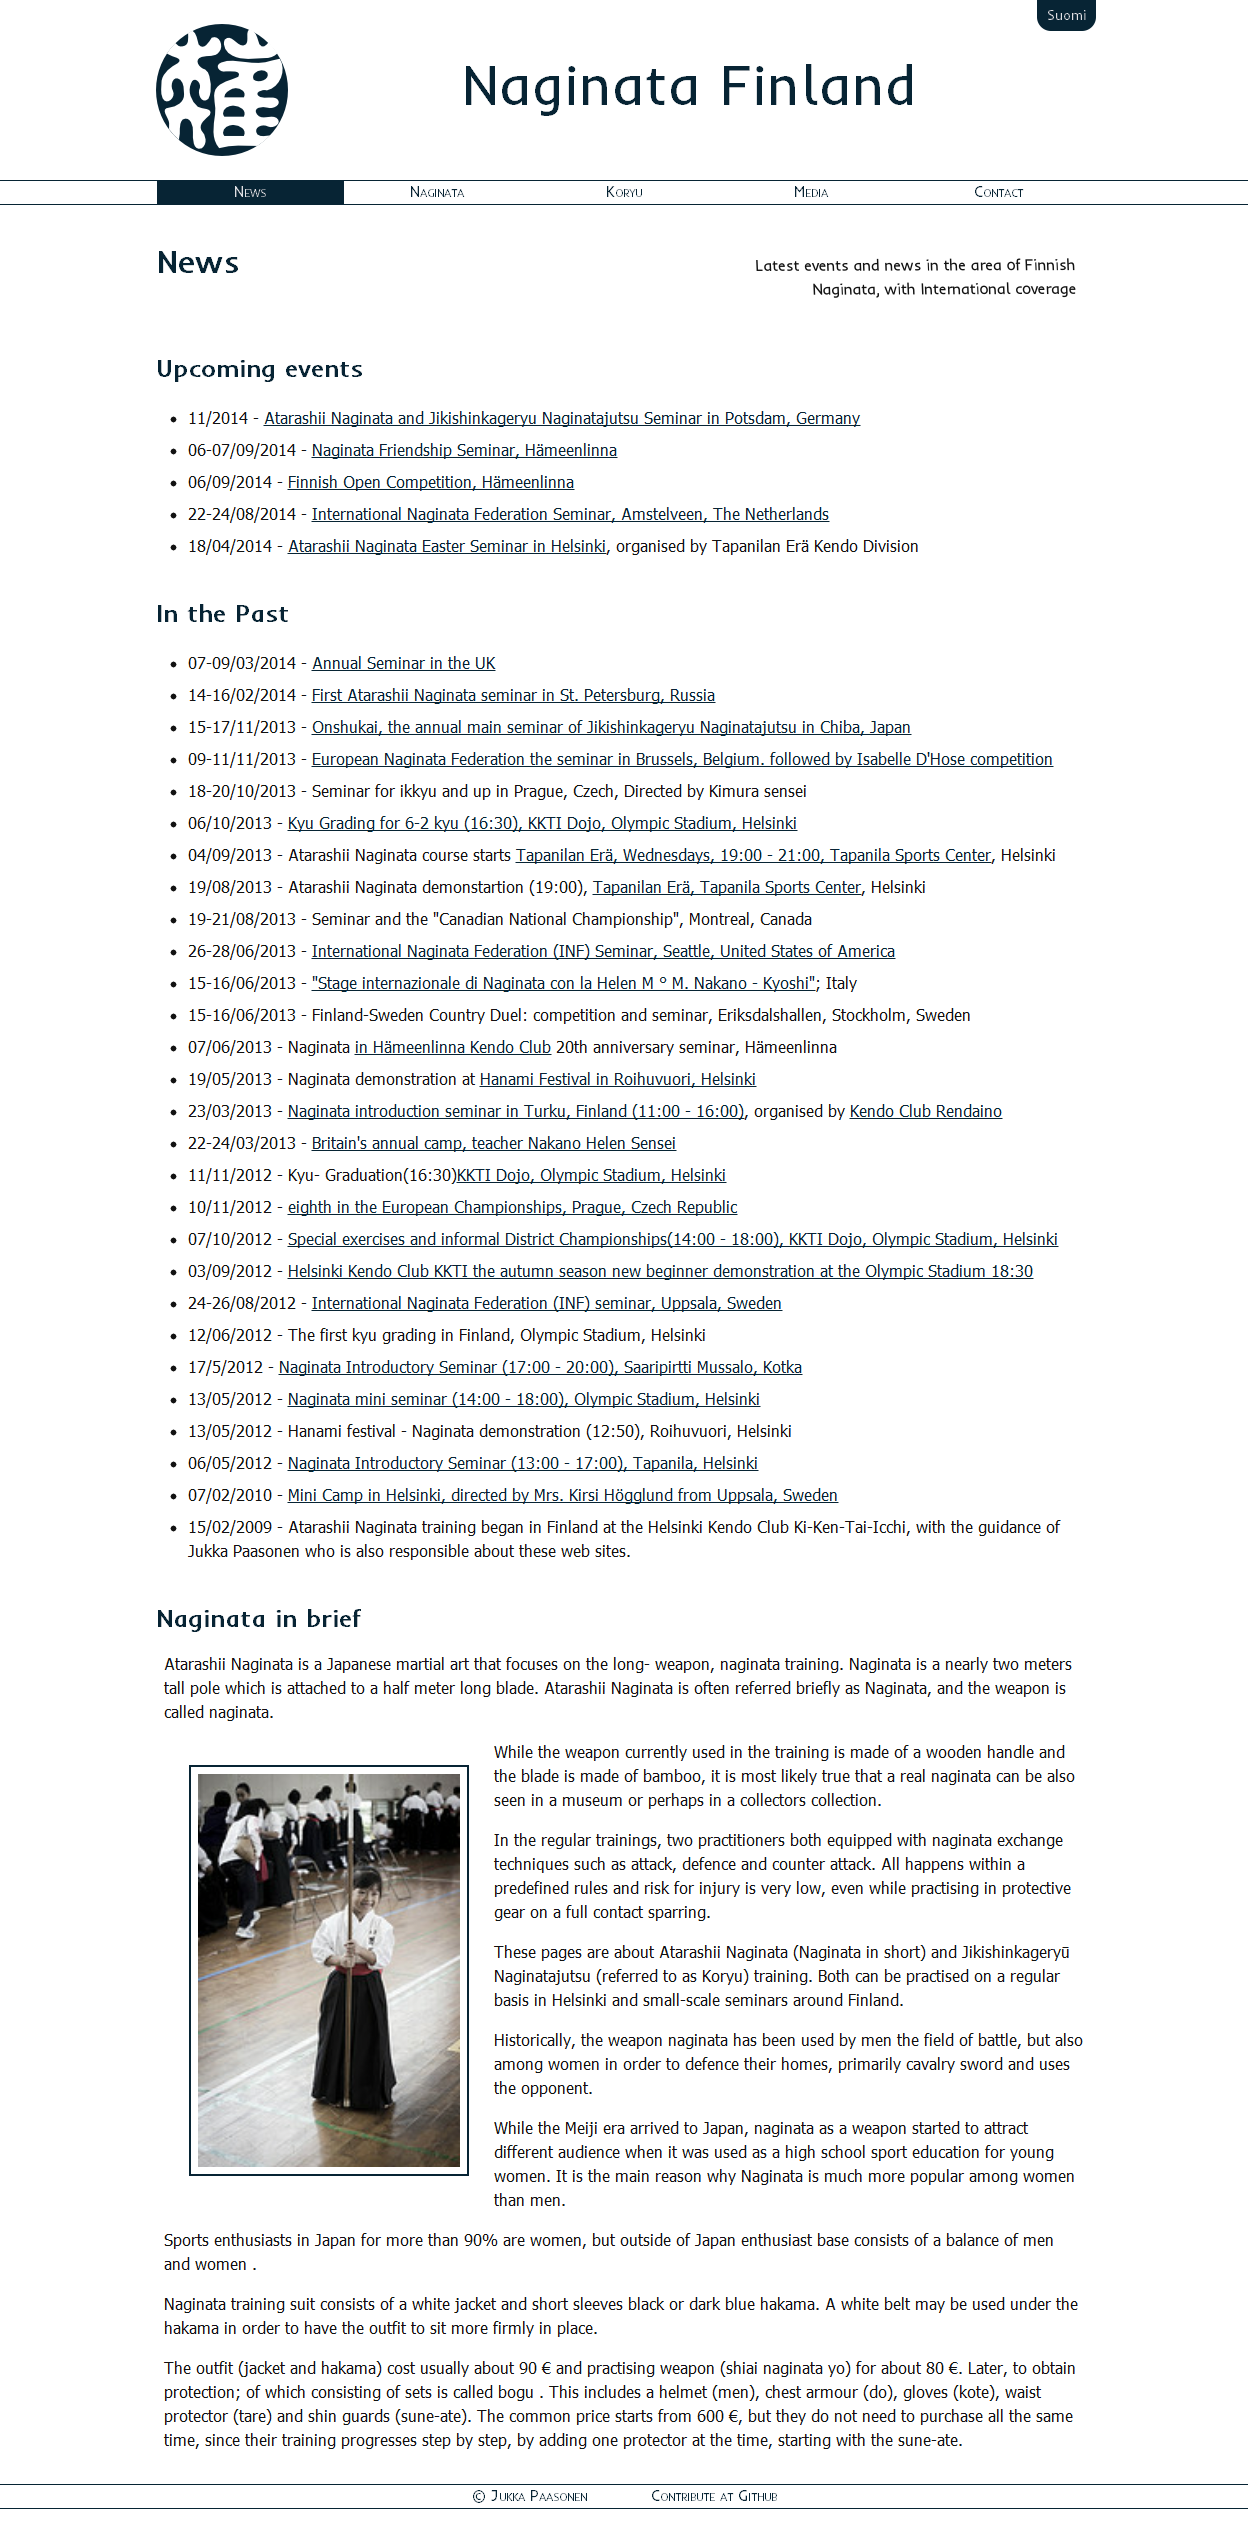 Suomi
Naginata Finland
News
Naginata
Koryu
Media
Contact
News
Latest events and news in the area of Finnish
Naginata, with International coverage
Upcoming events
11/2014 - Atarashii Naginata and Jikishinkageryu Naginatajutsu Seminar in Potsdam, Germany
06-07/09/2014 - Naginata Friendship Seminar, Hämeenlinna
06/09/2014 - Finnish Open Competition, Hämeenlinna
22-24/08/2014 - International Naginata Federation Seminar, Amstelveen, The Netherlands
18/04/2014 - Atarashii Naginata Easter Seminar in Helsinki, organised by Tapanilan Erä Kendo Division
In the Past
07-09/03/2014 - Annual Seminar in the UK
14-16/02/2014 - First Atarashii Naginata seminar in St. Petersburg, Russia
15-17/11/2013 - Onshukai, the annual main seminar of Jikishinkageryu Naginatajutsu in Chiba, Japan
09-11/11/2013 - European Naginata Federation the seminar in Brussels, Belgium. followed by Isabelle D'Hose competition
18-20/10/2013 - Seminar for ikkyu and up in Prague, Czech, Directed by Kimura sensei
06/10/2013 - Kyu Grading for 6-2 kyu (16:30), KKTI Dojo, Olympic Stadium, Helsinki
04/09/2013 - Atarashii Naginata course starts Tapanilan Erä, Wednesdays, 19:00 - 21:00, Tapanila Sports Center, Helsinki
19/08/2013 - Atarashii Naginata demonstartion (19:00), Tapanilan Erä, Tapanila Sports Center, Helsinki
19-21/08/2013 - Seminar and the "Canadian National Championship", Montreal, Canada
26-28/06/2013 - International Naginata Federation (INF) Seminar, Seattle, United States of America
15-16/06/2013 - "Stage internazionale di Naginata con la Helen M ° M. Nakano - Kyoshi"; Italy
15-16/06/2013 - Finland-Sweden Country Duel: competition and seminar, Eriksdalshallen, Stockholm, Sweden
07/06/2013 - Naginata in Hämeenlinna Kendo Club 20th anniversary seminar, Hämeenlinna
19/05/2013 - Naginata demonstration at Hanami Festival in Roihuvuori, Helsinki
23/03/2013 - Naginata introduction seminar in Turku, Finland (11:00 - 16:00), organised by Kendo Club Rendaino
22-24/03/2013 - Britain's annual camp, teacher Nakano Helen Sensei
11/11/2012 - Kyu- Graduation(16:30)KKTI Dojo, Olympic Stadium, Helsinki
10/11/2012 - eighth in the European Championships, Prague, Czech Republic
07/10/2012 - Special exercises and informal District Championships(14:00 - 18:00), KKTI Dojo, Olympic Stadium, Helsinki
03/09/2012 - Helsinki Kendo Club KKTI the autumn season new beginner demonstration at the Olympic Stadium 18:30
24-26/08/2012 - International Naginata Federation (INF) seminar, Uppsala, Sweden
12/06/2012 - The first kyu grading in Finland, Olympic Stadium, Helsinki
17/5/2012 - Naginata Introductory Seminar (17:00 - 20:00), Saaripirtti Mussalo, Kotka
13/05/2012 - Naginata mini seminar (14:00 - 18:00), Olympic Stadium, Helsinki
13/05/2012 - Hanami festival - Naginata demonstration (12:50), Roihuvuori, Helsinki
06/05/2012 - Naginata Introductory Seminar (13:00 - 17:00), Tapanila, Helsinki
07/02/2010 - Mini Camp in Helsinki, directed by Mrs. Kirsi Högglund from Uppsala, Sweden
15/02/2009 - Atarashii Naginata training began in Finland at the Helsinki Kendo Club Ki-Ken-Tai-Icchi, with the guidance of
Jukka Paasonen who is also responsible about these web sites.
Naginata in brief
Atarashii Naginata is a Japanese martial art that focuses on the long- weapon, naginata training. Naginata is a nearly two meters
tall pole which is attached to a half meter long blade. Atarashii Naginata is often referred briefly as Naginata, and the weapon is
called naginata.
While the weapon currently used in the training is made of a wooden handle and
the blade is made of bamboo, it is most likely true that a real naginata can be also
seen in a museum or perhaps in a collectors collection.
In the regular trainings, two practitioners both equipped with naginata exchange
techniques such as attack, defence and counter attack. All happens within a
predefined rules and risk for injury is very low, even while practising in protective
gear on a full contact sparring.
These pages are about Atarashii Naginata (Naginata in short) and Jikishinkageryū
Naginatajutsu (referred to as Koryu) training. Both can be practised on a regular
basis in Helsinki and small-scale seminars around Finland.
Historically, the weapon naginata has been used by men the field of battle, but also
among women in order to defence their homes, primarily cavalry sword and uses
the opponent.
While the Meiji era arrived to Japan, naginata as a weapon started to attract
different audience when it was used as a high school sport education for young
women. It is the main reason why Naginata is much more popular among women
than men.
Sports enthusiasts in Japan for more than 90% are women, but outside of Japan enthusiast base consists of a balance of men
and women .
Naginata training suit consists of a white jacket and short sleeves black or dark blue hakama. A white belt may be used under the
hakama in order to have the outfit to sit more firmly in place.
The outfit (jacket and hakama) cost usually about 90 € and practising weapon (shiai naginata yo) for about 80 €. Later, to obtain
protection; of which consisting of sets is called bogu . This includes a helmet (men), chest armour (do), gloves (kote), waist
protector (tare) and shin guards (sune-ate). The common price starts from 600 €, but they do not need to purchase all the same
time, since their training progresses step by step, by adding one protector at the time, starting with the sune-ate.
© Jukka Paasonen
Contribute at Github